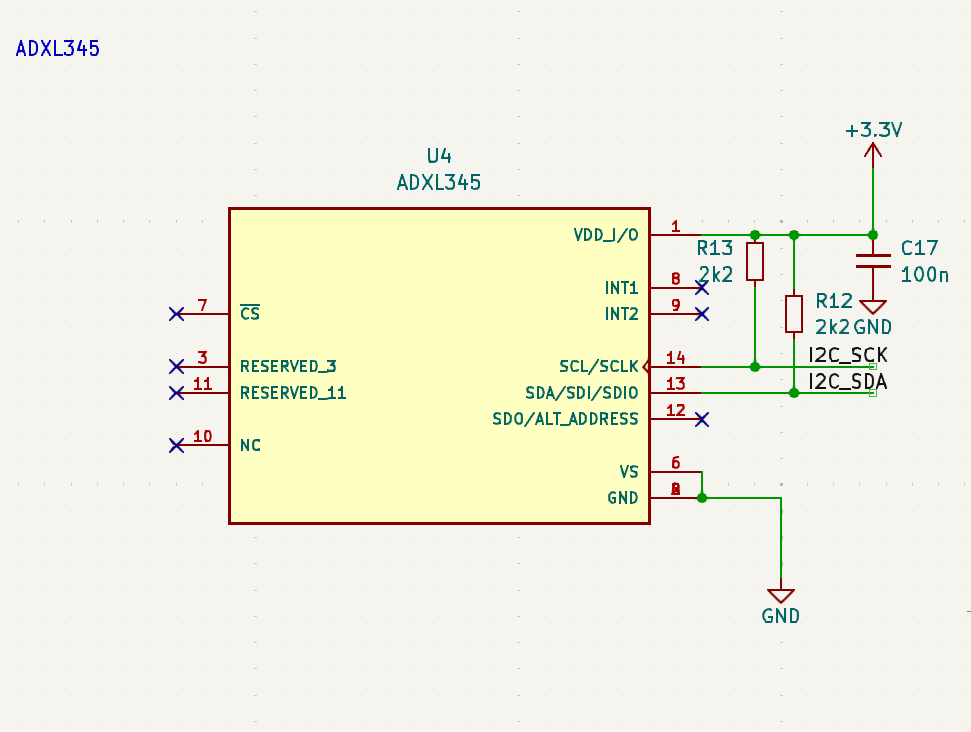 ADXL345
+3.3V
U4
ADXL345
VDD_I/O
1
R13
2k2
C17
100n
INT1
8
INT2
9
7
CS
R12
2k2
GND
I2C_SCK
3
RESERVED_3
SCL/SCLK
14
I2C_SDA
11
RESERVED_11
SDA/SDI/SDIO
13
SDO/ALT_ADDRESS
12
10
NC
VS
6
GND
GND